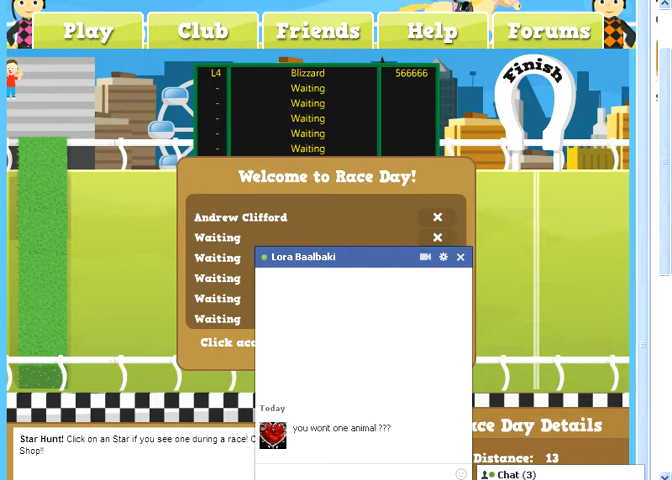 Play Club Friends Help Forums
Finish
L4 Blizzard 566666
- Waiting
- Waiting
- Waiting
- Waiting
- Waiting
Welcome to Race Day!
Andrew Clifford
Waiting
Waiting
Waiting
Waiting
Waiting
Click
Lora Baalbaki
Today
you wont one animal ???
Star Hunt! Click on an Star if you see one during a race!
Shop!!
ce Day Details
Distance: 13
Chat (3)